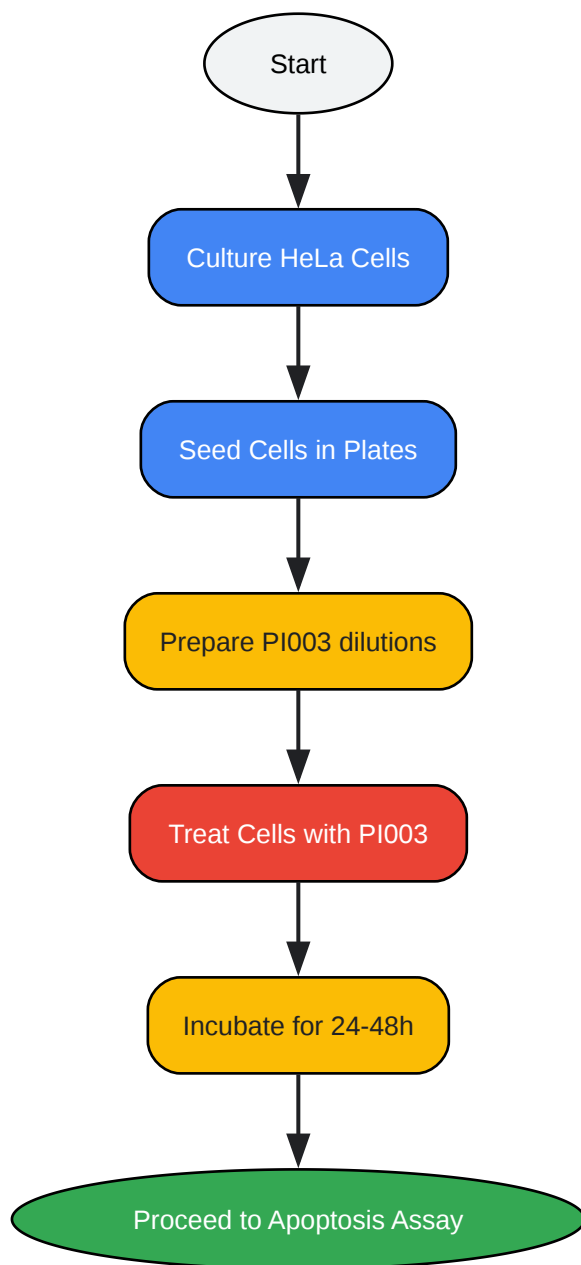 Start
Culture HeLa Cells
Seed Cells in Plates
Prepare PI003 dilutions
Treat Cells with PI003
Incubate for 24-48h
Proceed to Apoptosis Assay